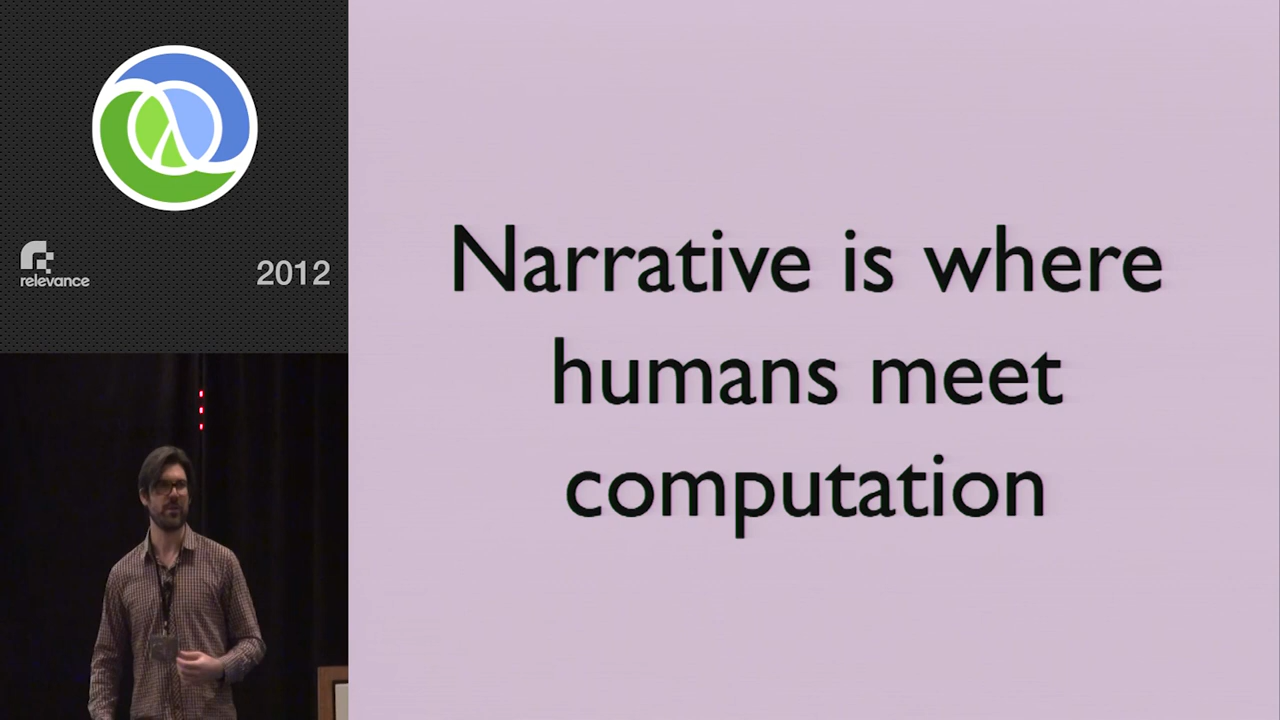 relevance
2012
Narrative is where
humans meet
computation